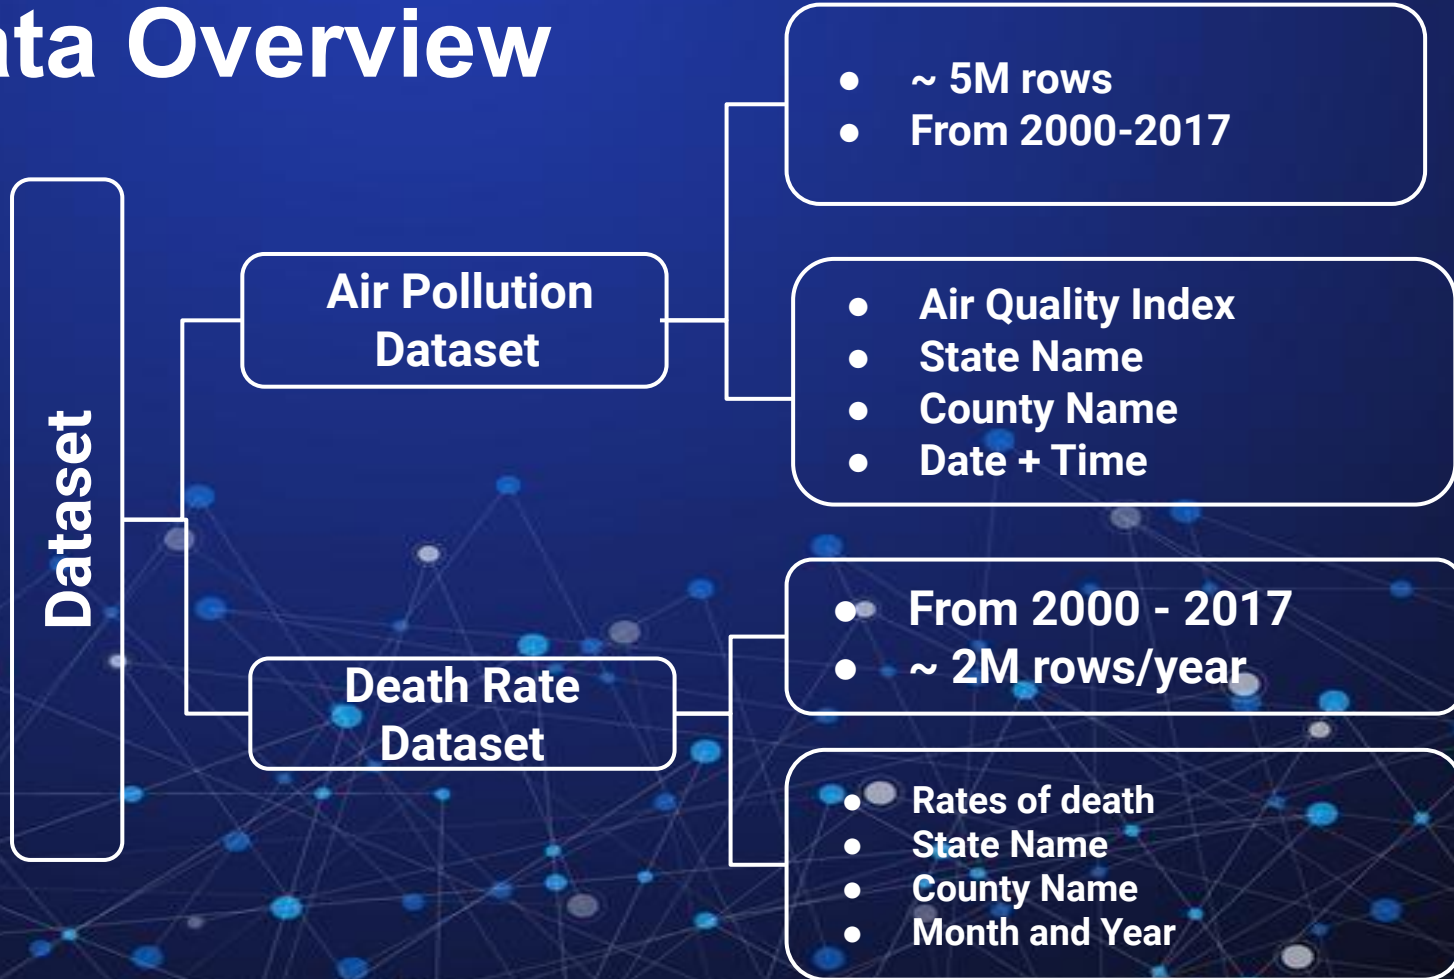 ta Overview
● ~ 5M rows
● From 2000-2017
Dataset
Air Pollution
Dataset
● Air Quality Index
● State Name
● County Name
● Date + Time
Death Rate
Dataset
● From 2000 - 2017
● ~ 2M rows/year
● Rates of death
● State Name
● County Name
● Month and Year